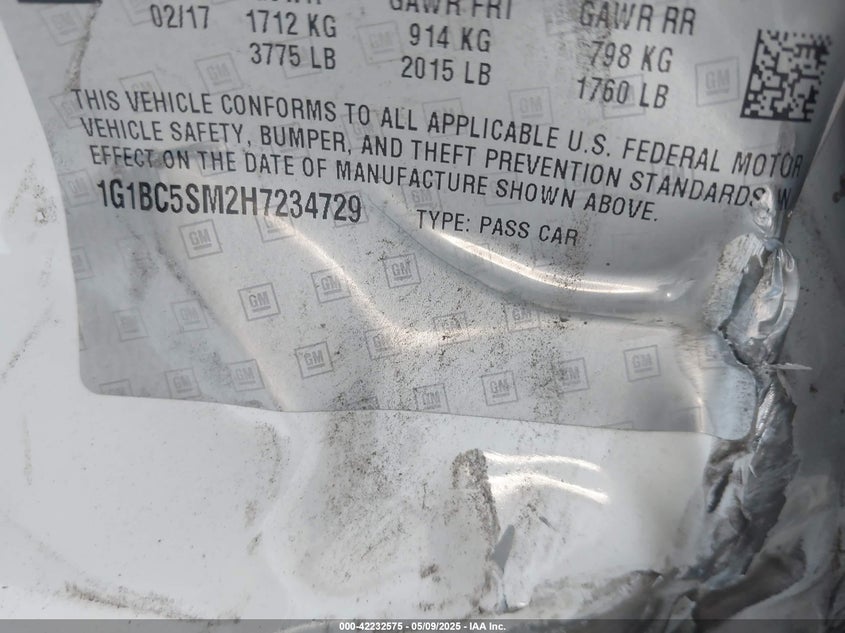 GAWR FRT GAWR RR
02/17 1712 KG 914 KG 798 KG
3775 LB 2015 LB 1760 LB
THIS VEHICLE CONFORMS TO ALL APPLICABLE U.S. FEDERAL MOTOR
VEHICLE SAFETY, BUMPER, AND THEFT PREVENTION STANDARDS IN
EFFECT ON THE DATE OF MANUFACTURE SHOWN ABOVE.
1G1BC5SM2H7234729 TYPE: PASS CAR
GM
000-42232575 - 05/09/2025 - IAA Inc.